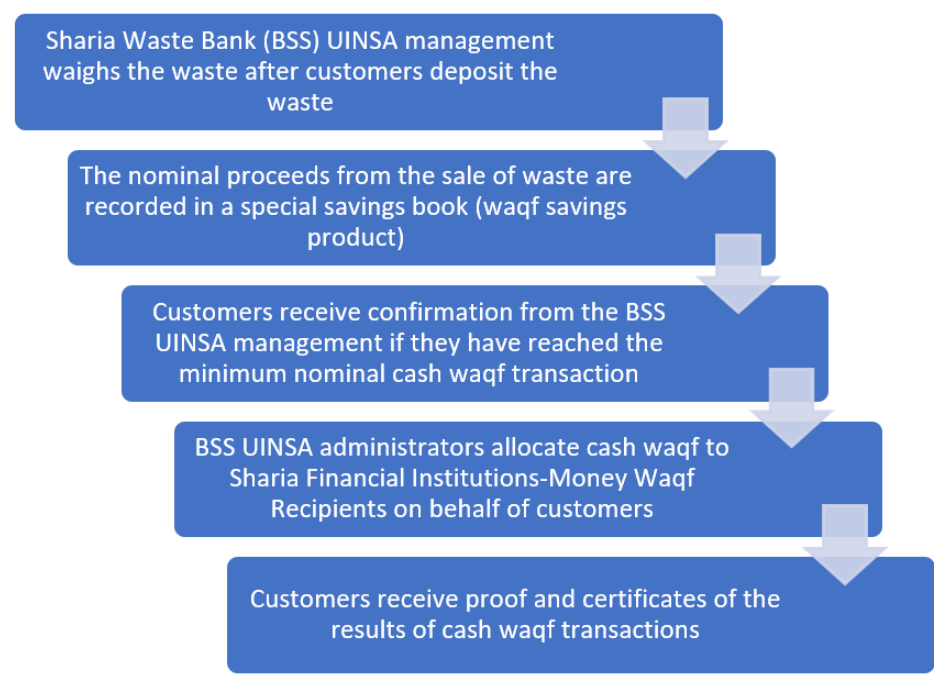 Sharia Waste Bank (BSS) UINSA management
waighs the waste after customers deposit the
waste
The nominal proceeds from the sale of waste are
recorded in a special savings book (waqf savings
product)
Customers receive confirmation from the BSS
UINSA management if they have reached the
minimum nominal cash waqf transaction
BSS UINSA administrators allocate cash waqf to
Sharia Financial Institutions-Money Waqf
Recipients on behalf of customers
Customers receive proof and certificates of the
results of cash waqf transactions